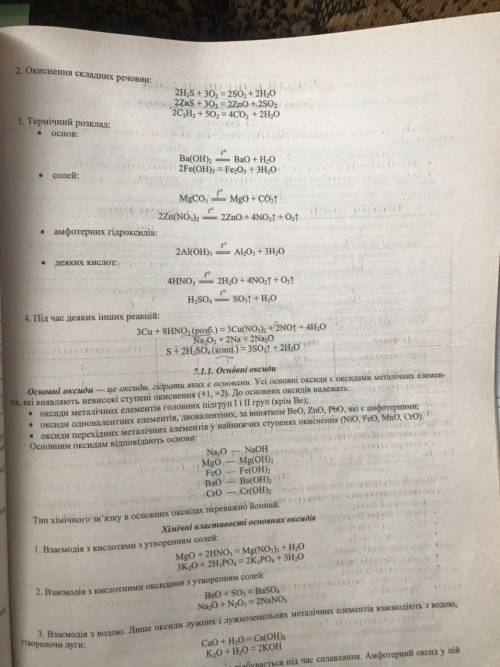 2. Окиснення складних речовин:
2H₂S + 3O₂ = 2SO₂ + 2H₂O
2ZnS + 3O₂ = 2ZnO + 2SO₂
2C₂H₂ + 5O₂ = 4CO₂ + 2H₂O
3. Термічний розклад:
• основ:
Ba(OH)₂ =t°= BaO + H₂O
2Fe(OH)₃ = Fe₂O₃ + 3H₂O
• солей:
MgCO₃ =t°= MgO + CO₂↑
2Zn(NO₃)₂ =t°= 2ZnO + 4NO₂↑ + O₂↑
• амфотерних гідроксидів:
2Al(OH)₃ =t°= Al₂O₃ + 3H₂O
• деяких кислот:
4HNO₃ =t°= 2H₂O + 4NO₂↑ + O₂↑
H₂SO₄ =t°= SO₃↑ + H₂O
4. Під час деяких інших реакцій:
3Cu + 8HNO₃ (розб.) = 3Cu(NO₃)₂ + 2NO↑ + 4H₂O
Na₂O₂ + 2Na = 2Na₂O
S + 2H₂SO₄ (конц.) = 3SO₂↑ + 2H₂O
7.1.1. Основні оксиди
Основні оксиди — це оксиди, гідрати яких є основами. Усі основні оксиди є оксидами металічних елемен-
тів, які виявляють невисокі ступені окиснення (+1, +2). До основних оксидів належать:
• оксиди металічних елементів головних підгруп I і II груп (крім Be);
• оксиди одновалентних елементів, двовалентних, за винятком BeO, ZnO, PbO, які є амфотерними;
• оксиди перехідних металічних елементів у найнижчих ступенях окиснення (NiO, FeO, MnO, CrO).
Основним оксидам відповідають основи:
Na₂O — NaOH
MgO — Mg(OH)₂
FeO — Fe(OH)₂
BaO — Ba(OH)₂
CrO — Cr(OH)₂
Тип хімічного зв’язку в основних оксидах переважно йонний.
Хімічні властивості основних оксидів
1. Взаємодія з кислотами з утворенням солей:
MgO + 2HNO₃ = Mg(NO₃)₂ + H₂O
3K₂O + 2H₃PO₄ = 2K₃PO₄ + 3H₂O
2. Взаємодія з кислотними оксидами з утворенням солей:
BaO + SO₃ = BaSO₄
Na₂O + N₂O₅ = 2NaNO₃
3. Взаємодія з водою. Лише оксиди лужних і лужноземельних металічних елементів взаємодіють з водою,
утворюючи луги:
CaO + H₂O = Ca(OH)₂
K₂O + H₂O = 2KOH
відбувається під час сплавляння. Амфотерний оксид у цій